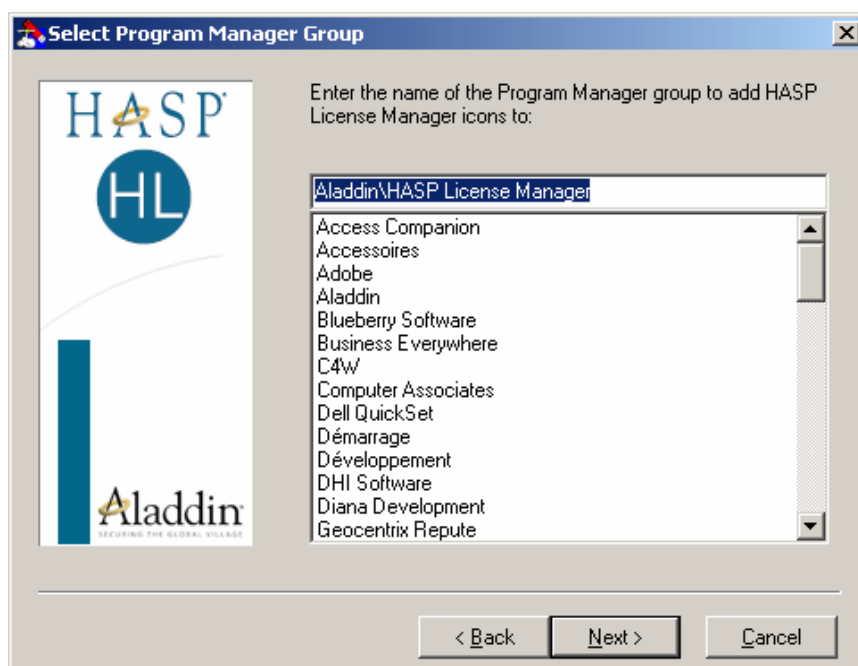 Select Program Manager Group
HASP
HL
Aladdin
SECURING THE GLOBAL VILLAGE
Enter the name of the Program Manager group to add HASP
License Manager icons to:
Aladdin\HASP License Manager
Access Companion
Accessoires
Adobe
Aladdin
Blueberry Software
Business Everywhere
C4W
Computer Associates
Dell QuickSet
Démarrage
Développement
DHI Software
Diana Development
Geocentrix Repute
< Back
Next >
Cancel